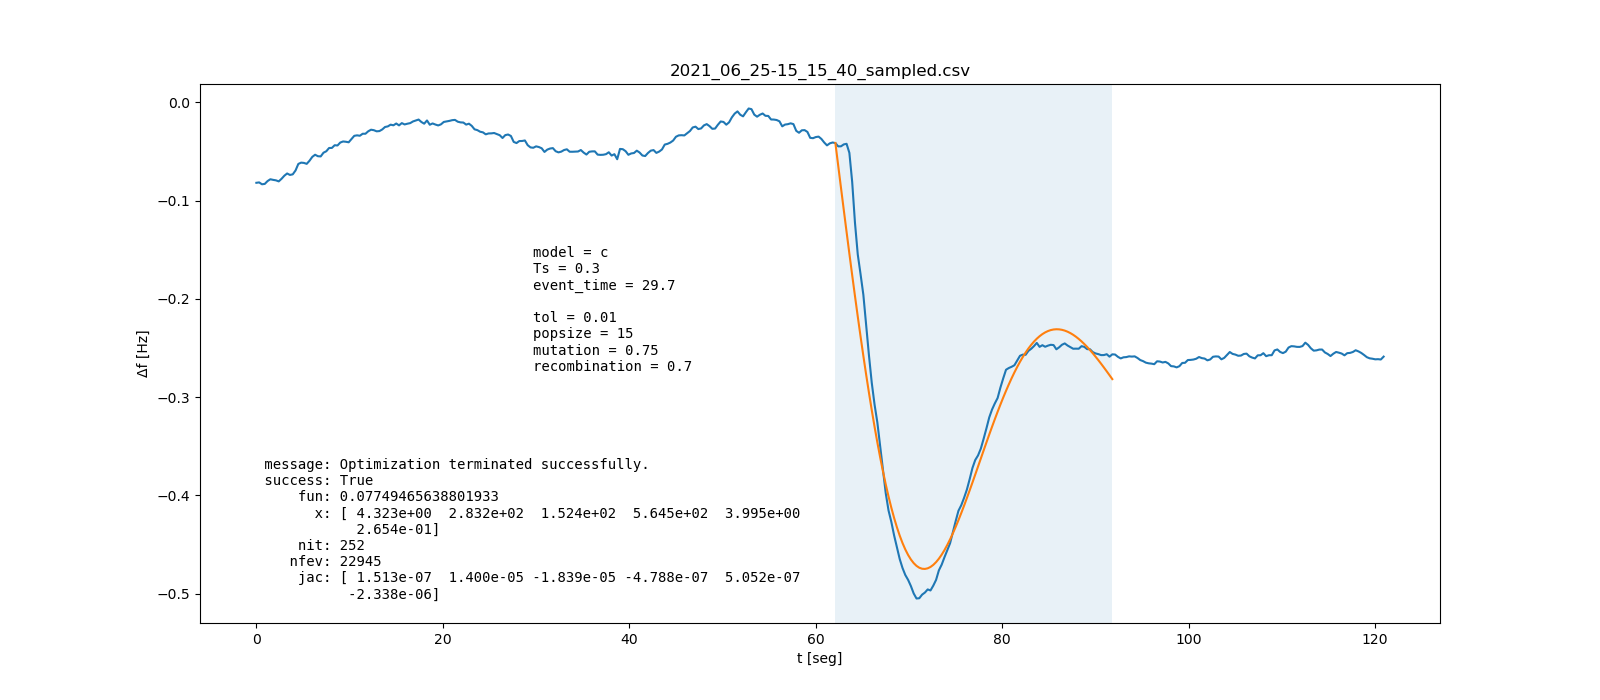 2021_06_25-15_15_40_sampled.csv
0.0
−0.1
−0.2
−0.3
−0.4
−0.5
Δf [Hz]
model = c
Ts = 0.3
event_time = 29.7
tol = 0.01
popsize = 15
mutation = 0.75
recombination = 0.7
message: Optimization terminated successfully.
success: True
fun: 0.07749465638801933
x: [ 4.323e+00  2.832e+02  1.524e+02  5.645e+02  3.995e+00
2.654e-01]
nit: 252
nfev: 22945
jac: [ 1.513e-07  1.400e-05 -1.839e-05 -4.788e-07  5.052e-07
-2.338e-06]
0 20 40 60 80 100 120
t [seg]